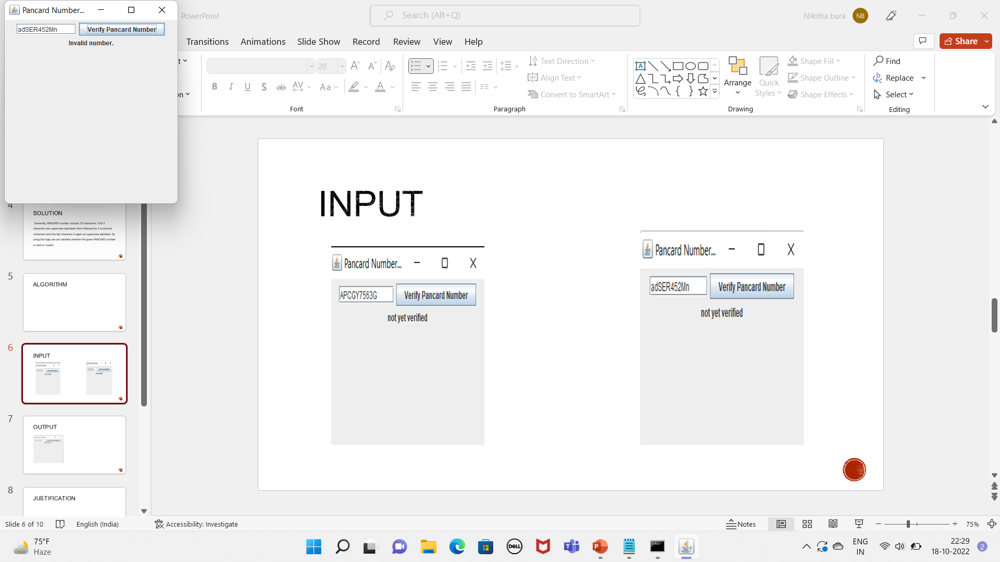 Pancard Number...
adSER452Mn Verify Pancard Number
Invalid number.
PowerPoint
Search (Alt+Q)
Nikitha bura NB
Transitions Animations Slide Show Record Review View Help
Share
20
Text Direction
Align Text
Convert to SmartArt
Arrange
Quick Styles
Shape Fill
Shape Outline
Shape Effects
Find
Replace
Select
Font Paragraph Drawing Editing
4
SOLUTION
Generally, PANCARD number consists 10 characters. First 5
characters are uppercase alphabets then followed by 4 numerical
characters and the last character is again an uppercase alphabet. By
using this logic we can validate whether the given PANCARD number
is valid or invalid.
5
ALGORITHM
6
INPUT
7
OUTPUT
8
JUSTIFICATION
INPUT
Pancard Number...
APCGY7563G Verify Pancard Number
not yet verified
Pancard Number...
adSER452Mn Verify Pancard Number
not yet verified
Slide 6 of 10 English (India) Accessibility: Investigate Notes 75%
75°F
Haze
DELL
ENG
IN
22:29
18-10-2022
2